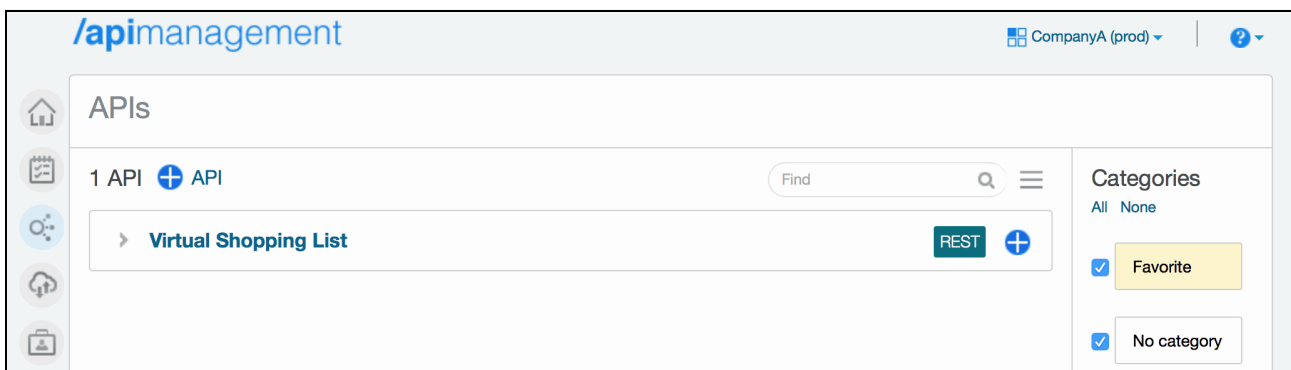 /apimanagement
CompanyA (prod)
?
APIs
1 API API
Find
Categories
All None
Virtual Shopping List REST
Favorite
No category